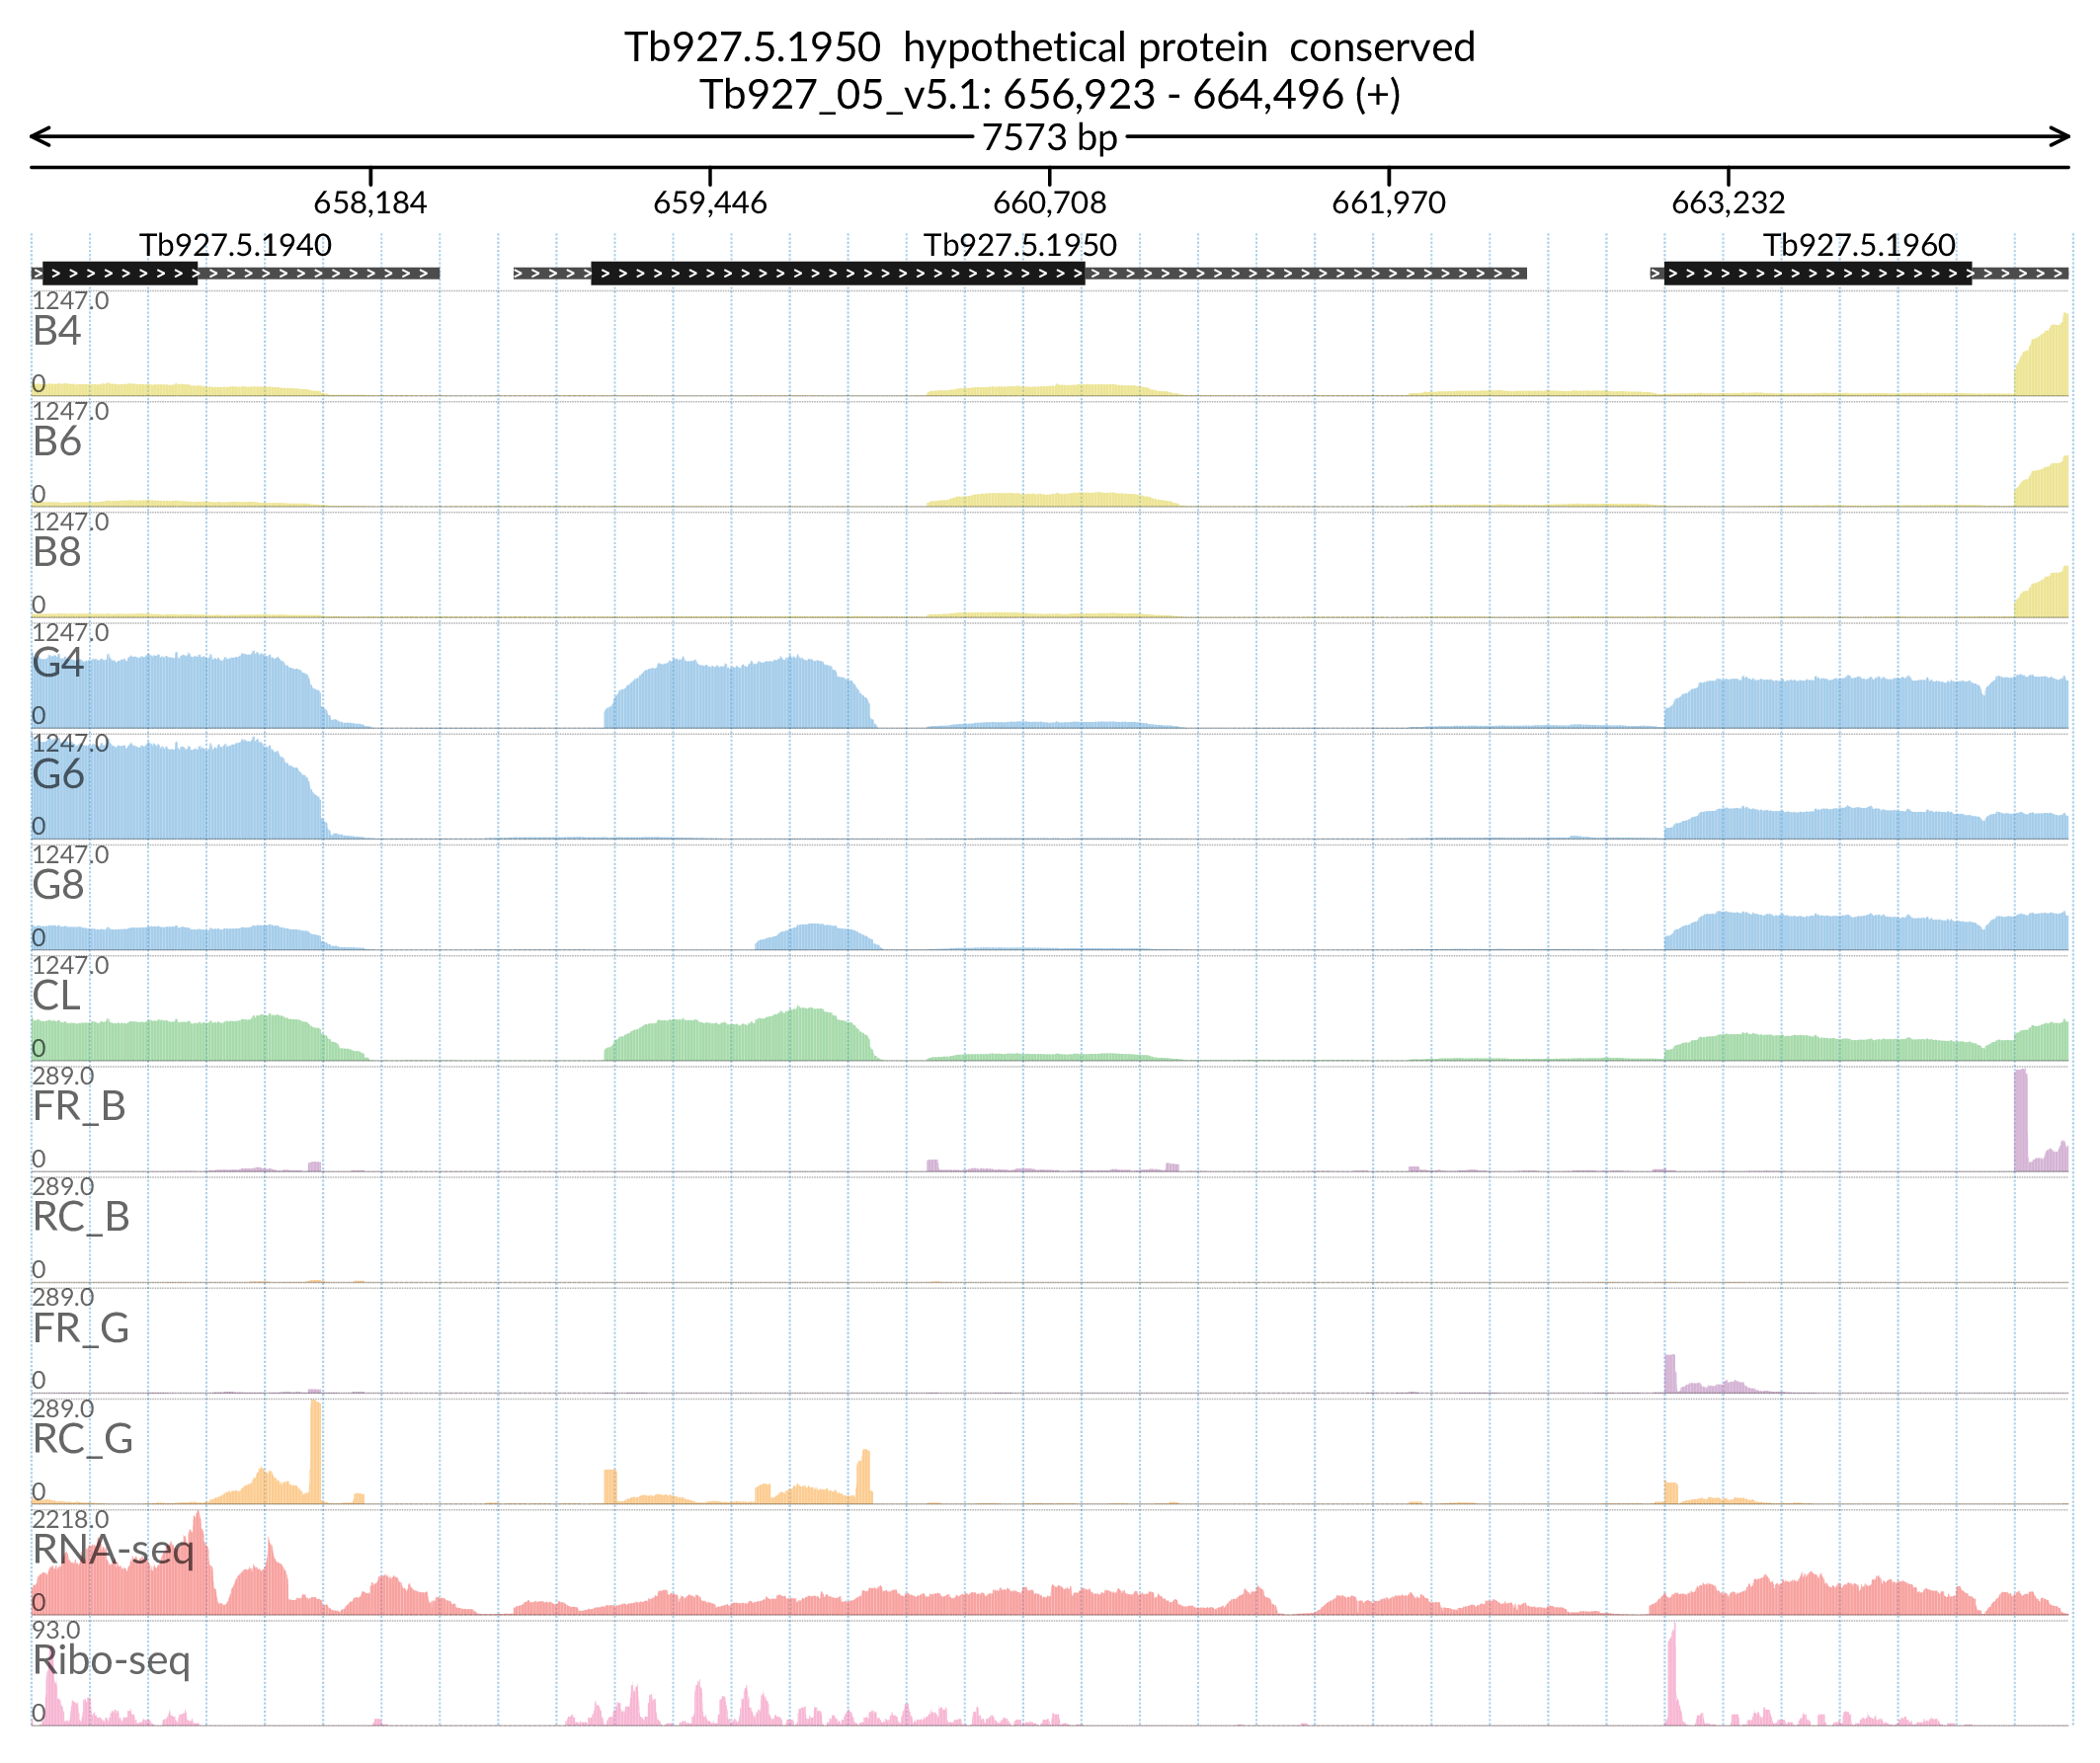 Tb927.5.1950 hypothetical protein conserved
Tb927_05_v5.1: 656,923 - 664,496 (+)
7573 bp
658,184 659,446 660,708 661,970 663,232
Tb927.5.1940 Tb927.5.1950 Tb927.5.1960
1247.0
B4
0
1247.0
B6
0
1247.0
B8
0
1247.0
G4
0
1247.0
G6
0
1247.0
G8
0
1247.0
CL
0
289.0
FR_B
0
289.0
RC_B
0
289.0
FR_G
0
289.0
RC_G
0
2218.0
RNA-seq
0
93.0
Ribo-seq
0